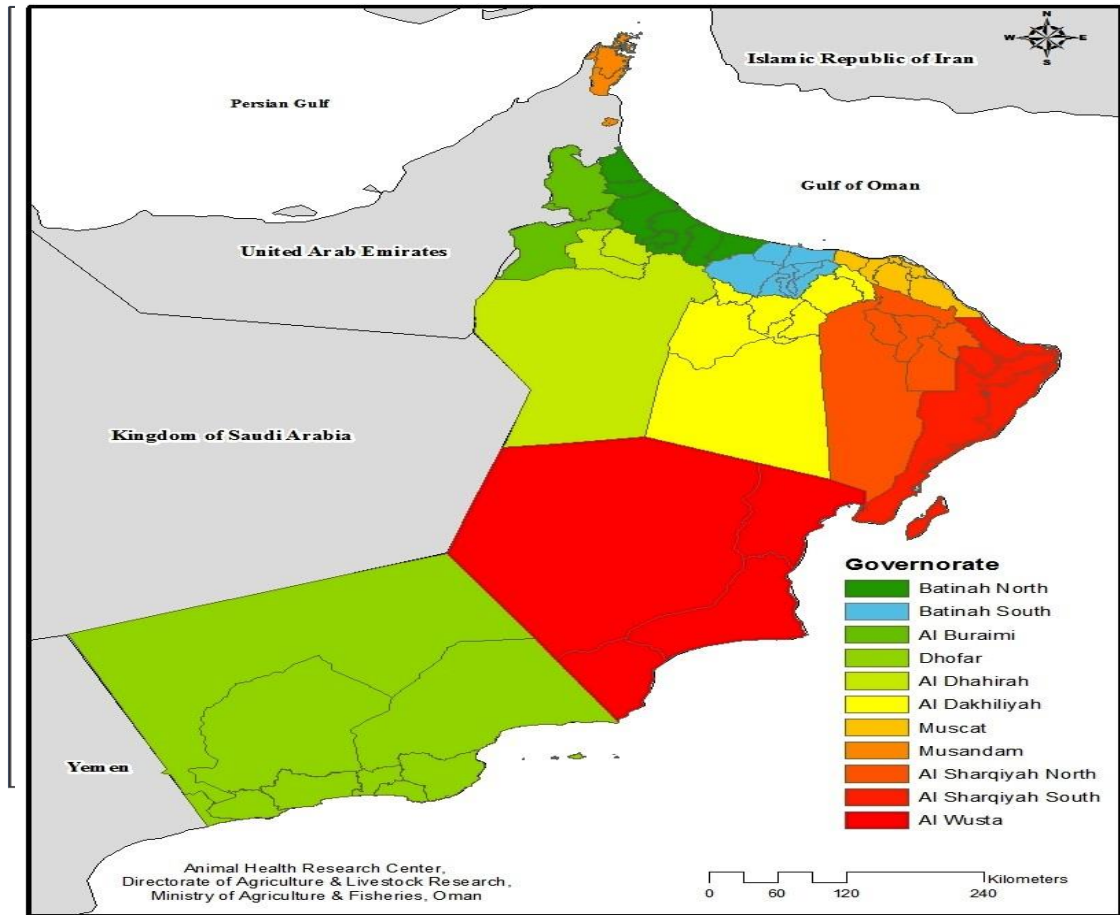 N
W E
S
Islamic Republic of Iran
Persian Gulf
Gulf of Oman
United Arab Emirates
Kingdom of Saudi Arabia
Yemen
Governorate
Batinah North
Batinah South
Al Buraimi
Dhofar
Al Dhahirah
Al Dakhiliyah
Muscat
Musandam
Al Sharqiyah North
Al Sharqiyah South
Al Wusta
Animal Health Research Center,
Directorate of Agriculture & Livestock Research,
Ministry of Agriculture & Fisheries, Oman
Kilometers
0 60 120 240